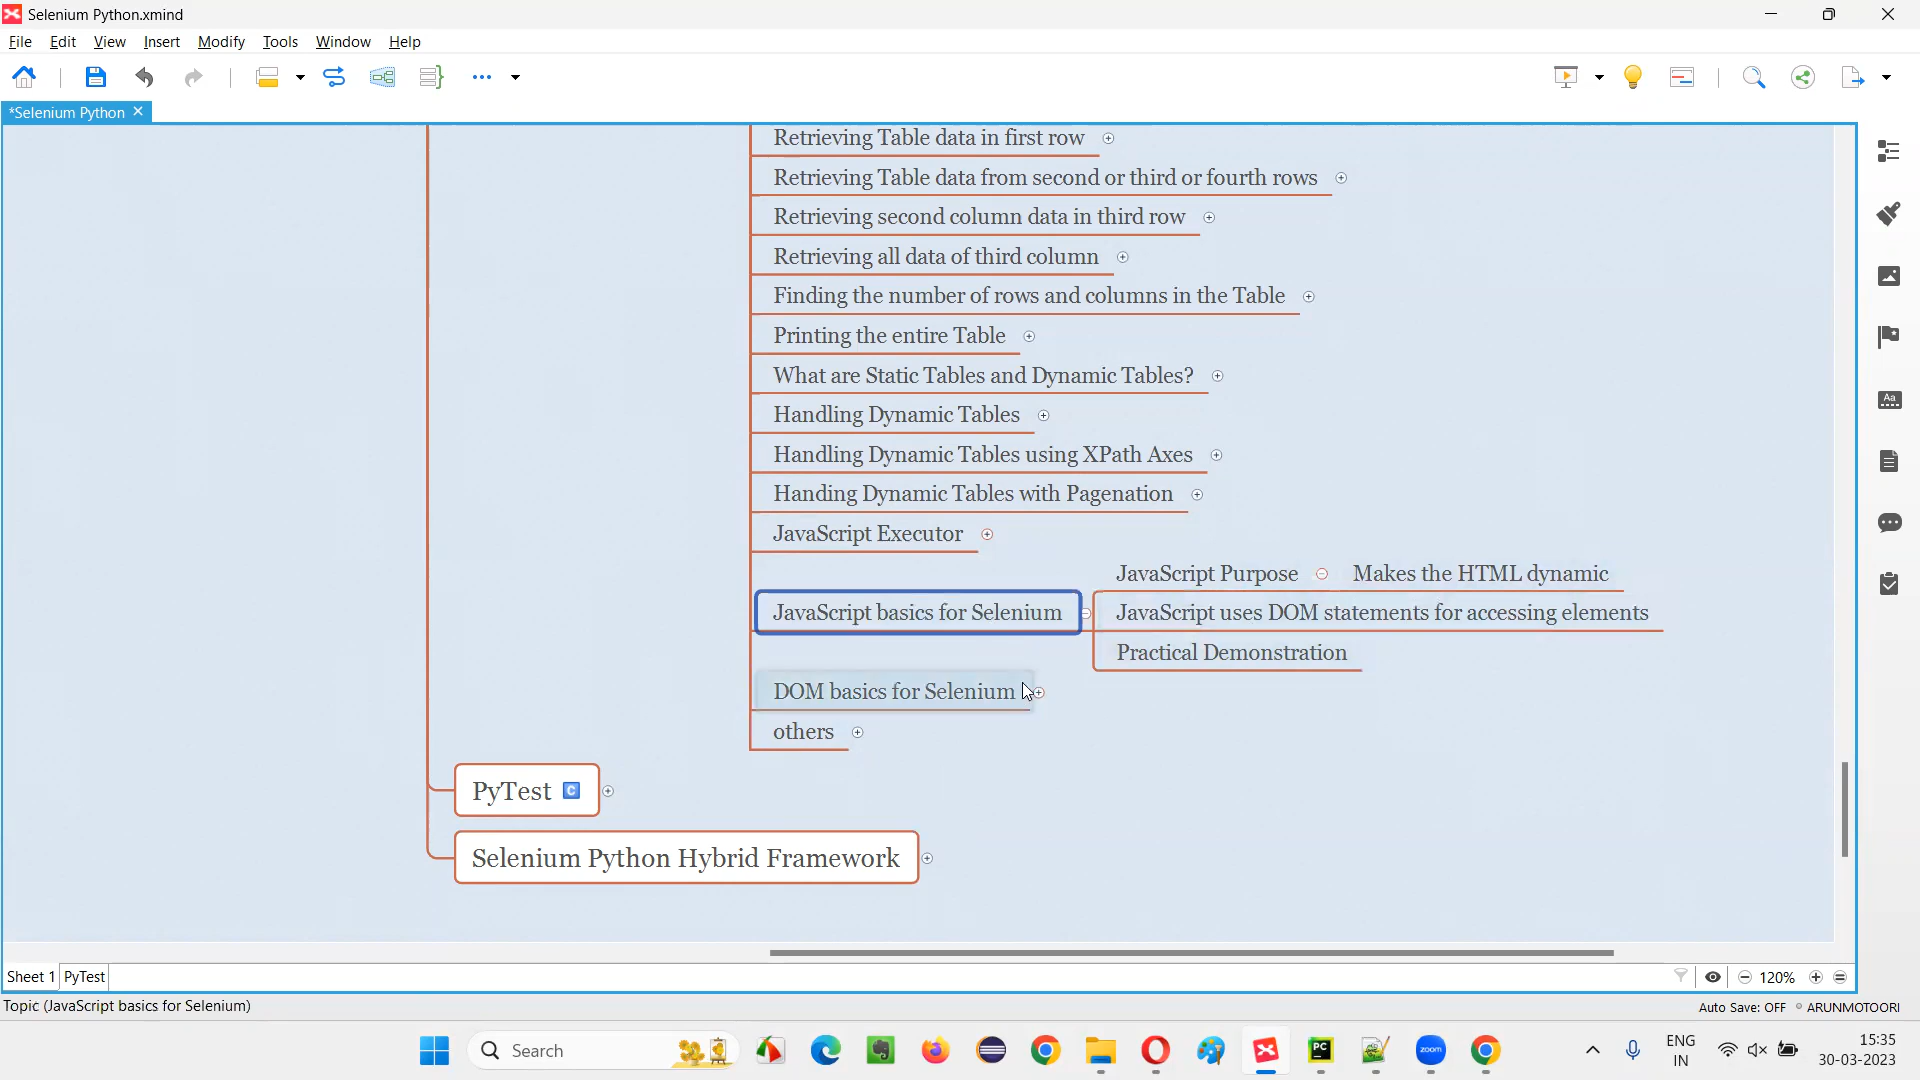 Selenium Python.xmind
File Edit View Insert Modify Tools Window Help
*Selenium Python
Retrieving Table data in first row
Retrieving Table data from second or third or fourth rows
Retrieving second column data in third row
Retrieving all data of third column
Finding the number of rows and columns in the Table
Printing the entire Table
What are Static Tables and Dynamic Tables?
Handling Dynamic Tables
Handling Dynamic Tables using XPath Axes
Handing Dynamic Tables with Pagenation
JavaScript Executor
JavaScript Purpose Makes the HTML dynamic
JavaScript basics for Selenium JavaScript uses DOM statements for accessing elements
Practical Demonstration
DOM basics for Selenium
others
PyTest C
Selenium Python Hybrid Framework
Aa
Sheet 1 PyTest 120%
Topic (JavaScript basics for Selenium) Auto Save: OFF ARUNMOTOORI
Search PC zoom ENG IN 15:35
30-03-2023